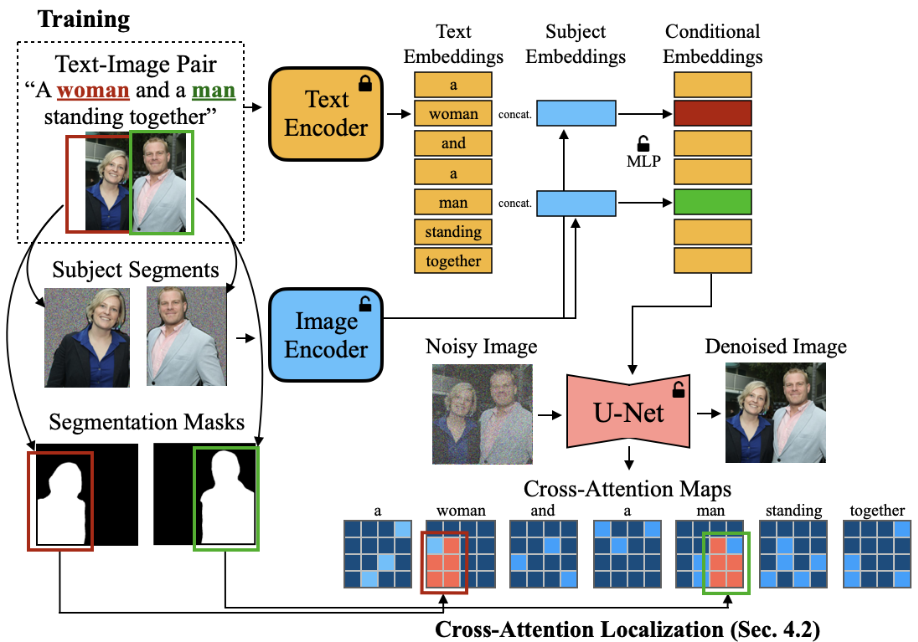 Training
Text-Image Pair
“A woman and a man
standing together”
Text
Encoder
Text
Embeddings
Subject
Embeddings
Conditional
Embeddings
a
woman
concat.
and
MLP
a
man
concat.
standing
together
Subject Segments
Image
Encoder
Noisy Image
Denoised Image
U-Net
Segmentation
Masks
Cross-Attention Maps
a
woman
and
a
man
standing
together
Cross-Attention Localization (Sec. 4.2)